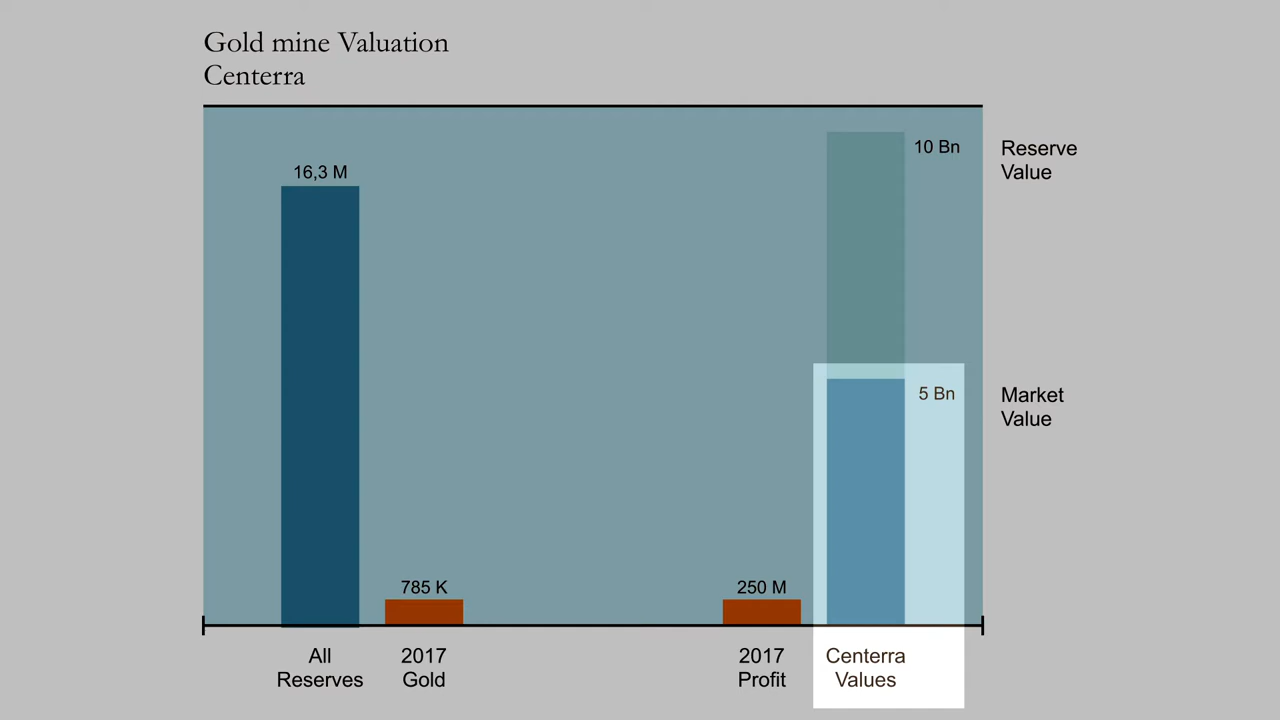 Gold mine Valuation
Centerra
16,3 M
10 Bn
Reserve
Value
5 Bn
Market
Value
785 K
250 M
All
Reserves
2017
Gold
2017
Profit
Centerra
Values